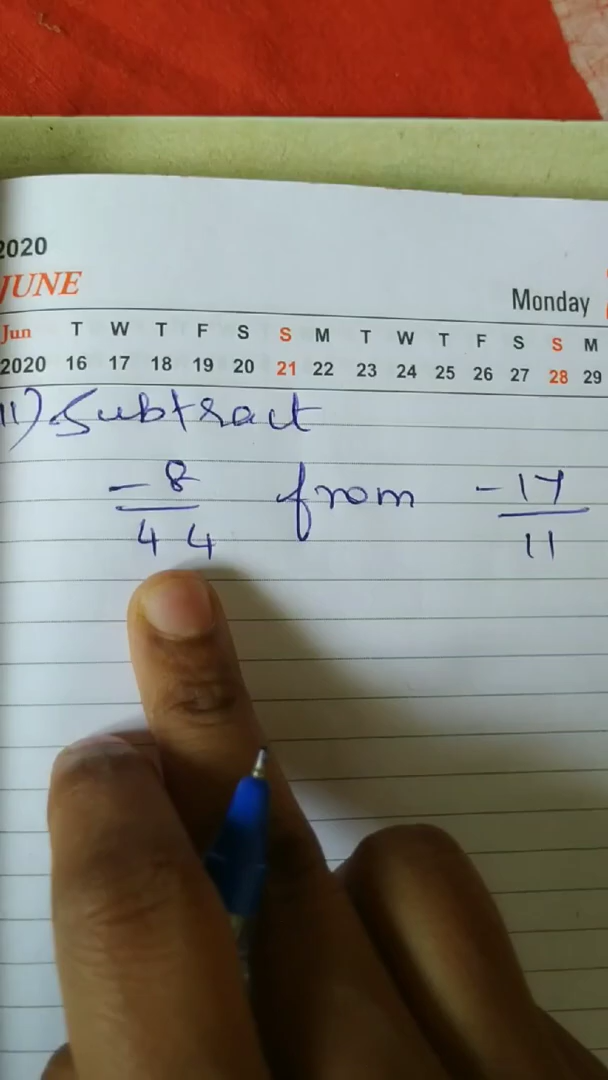 2020
JUNE
Monday
Jun T W T F S S M T W T F S S M
2020 16 17 18 19 20 21 22 23 24 25 26 27 28 29
11) Subtract
-8/44 from -17/11